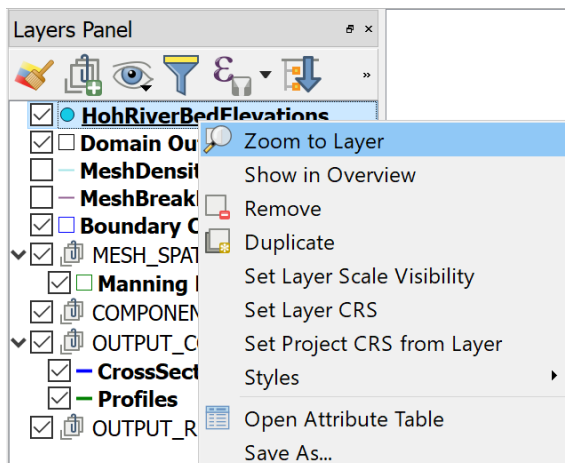 Layers Panel
»
HohRiverBedElevations
Domain Ou
Zoom to Layer
MeshDensit
Show in Overview
MeshBreak
Remove
Boundary C
Duplicate
MESH_SPAT
Set Layer Scale Visibility
Manning
Set Layer CRS
COMPONEN
Set Project CRS from Layer
OUTPUT_C
Styles
CrossSect
Profiles
Open Attribute Table
OUTPUT_R
Save As...